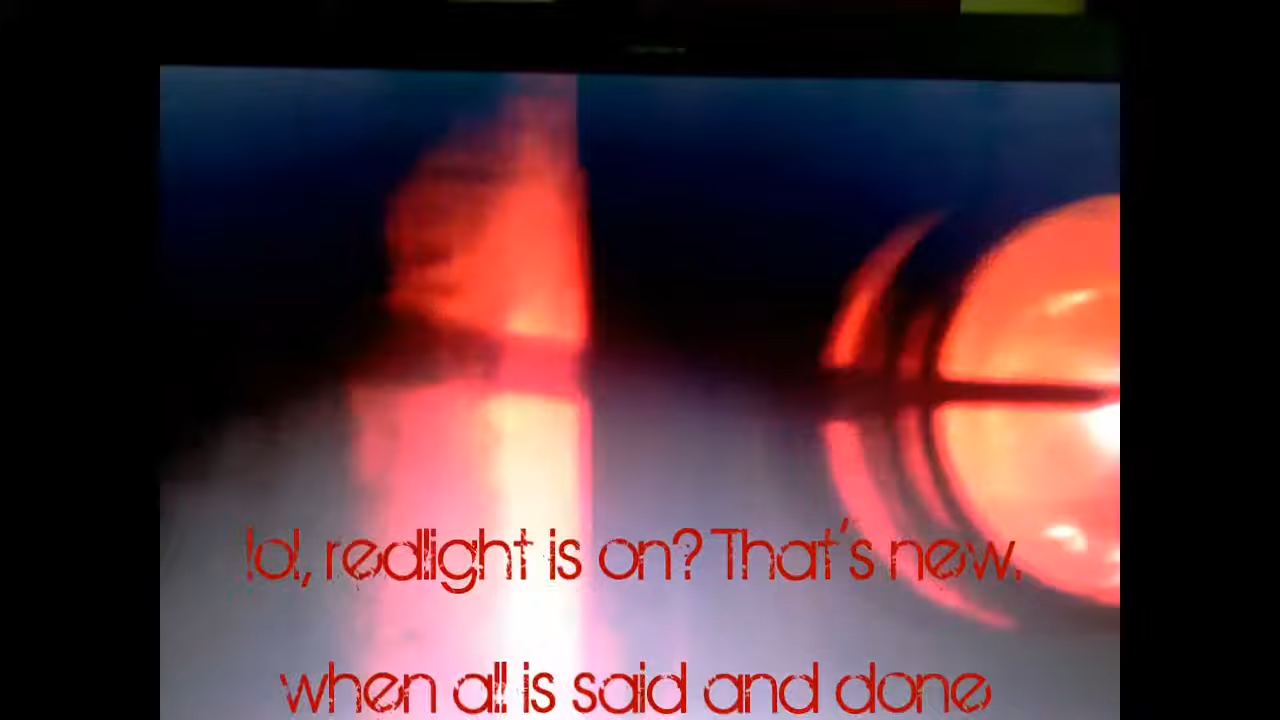 lol, redlight is on? That's new.
when all is said and done